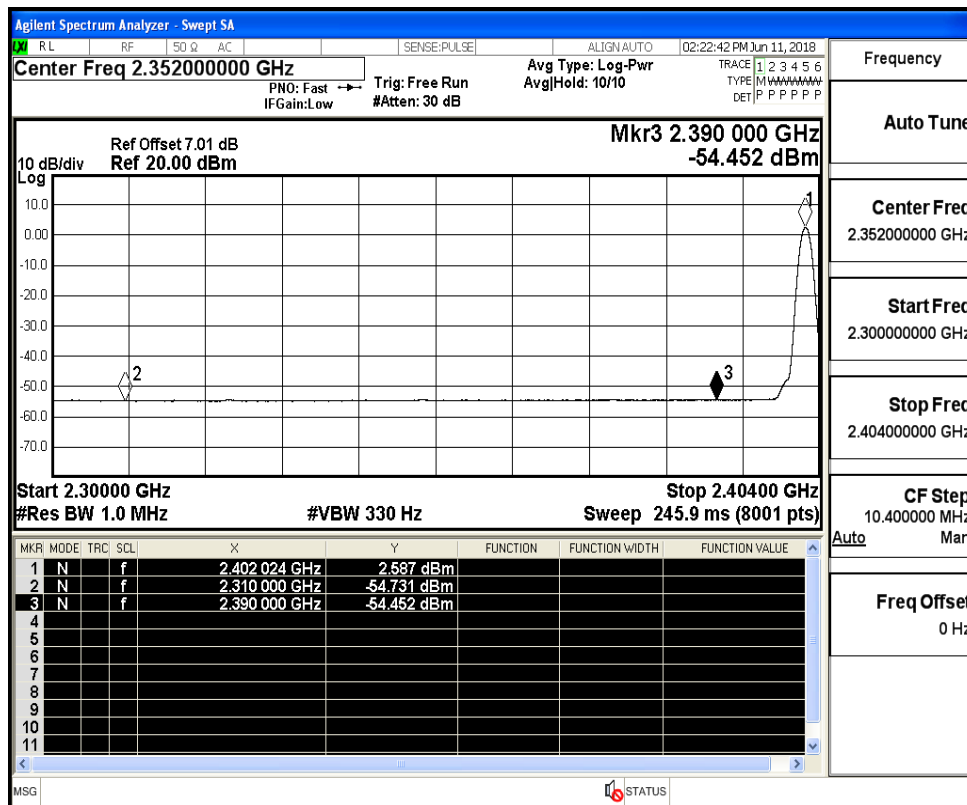 Agilent Spectrum Analyzer - Swept SA
LXI RL RF 50 Ω AC SENSE:PULSE ALIGN AUTO 02:22:42 PM Jun 11, 2018
Center Freq 2.352000000 GHz
PNO: Fast
IFGain:Low
Trig: Free Run
#Atten: 30 dB
Avg Type: Log-Pwr
Avg|Hold: 10/10
TRACE 1 2 3 4 5 6
TYPE M WWWWW
DET P P P P P P
Mkr3 2.390 000 GHz
-54.452 dBm
Ref Offset 7.01 dB
10 dB/div Ref 20.00 dBm
Log
10.0
0.00
-10.0
-20.0
-30.0
-40.0
-50.0
-60.0
-70.0
1
2
3
Start 2.30000 GHz Stop 2.40400 GHz
#Res BW 1.0 MHz #VBW 330 Hz Sweep 245.9 ms (8001 pts)
MKR MODE TRC SCL X Y FUNCTION FUNCTION WIDTH FUNCTION VALUE
1 N f 2.402 024 GHz 2.587 dBm
2 N f 2.310 000 GHz -54.731 dBm
3 N f 2.390 000 GHz -54.452 dBm
4
5
6
7
8
9
10
11
MSG STATUS
Frequency
Auto Tune
Center Freq
2.352000000 GHz
Start Freq
2.300000000 GHz
Stop Freq
2.404000000 GHz
CF Step
10.400000 MHz
Auto Man
Freq Offset
0 Hz